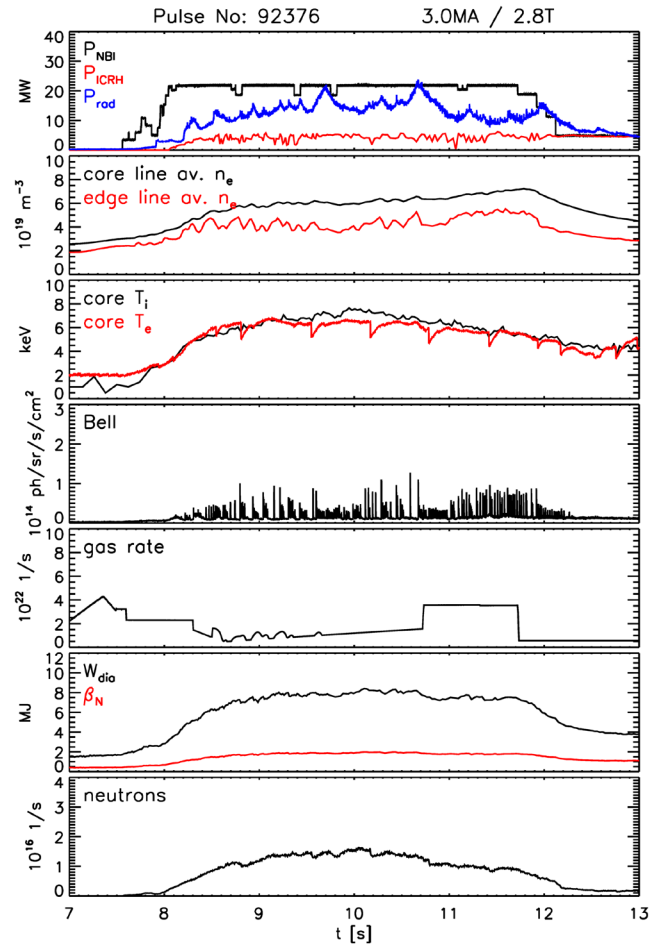 Pulse No: 92376 3.0MA / 2.8T
40
30
20
10
0
MW
P_NBI
P_ICRH
P_rad
10
8
6
4
2
0
10^19 m^-3
core line av. n_e
edge line av. n_e
10
8
6
4
2
0
keV
core T_i
core T_e
3
2
1
0
10^14 ph/sr/s/cm^2
Bell
10
8
6
4
2
0
10^22 1/s
gas rate
12
10
8
6
4
2
0
MJ
W_dia
β_N
4
3
2
1
0
10^16 1/s
neutrons
7 8 9 10 11 12 13
t [s]